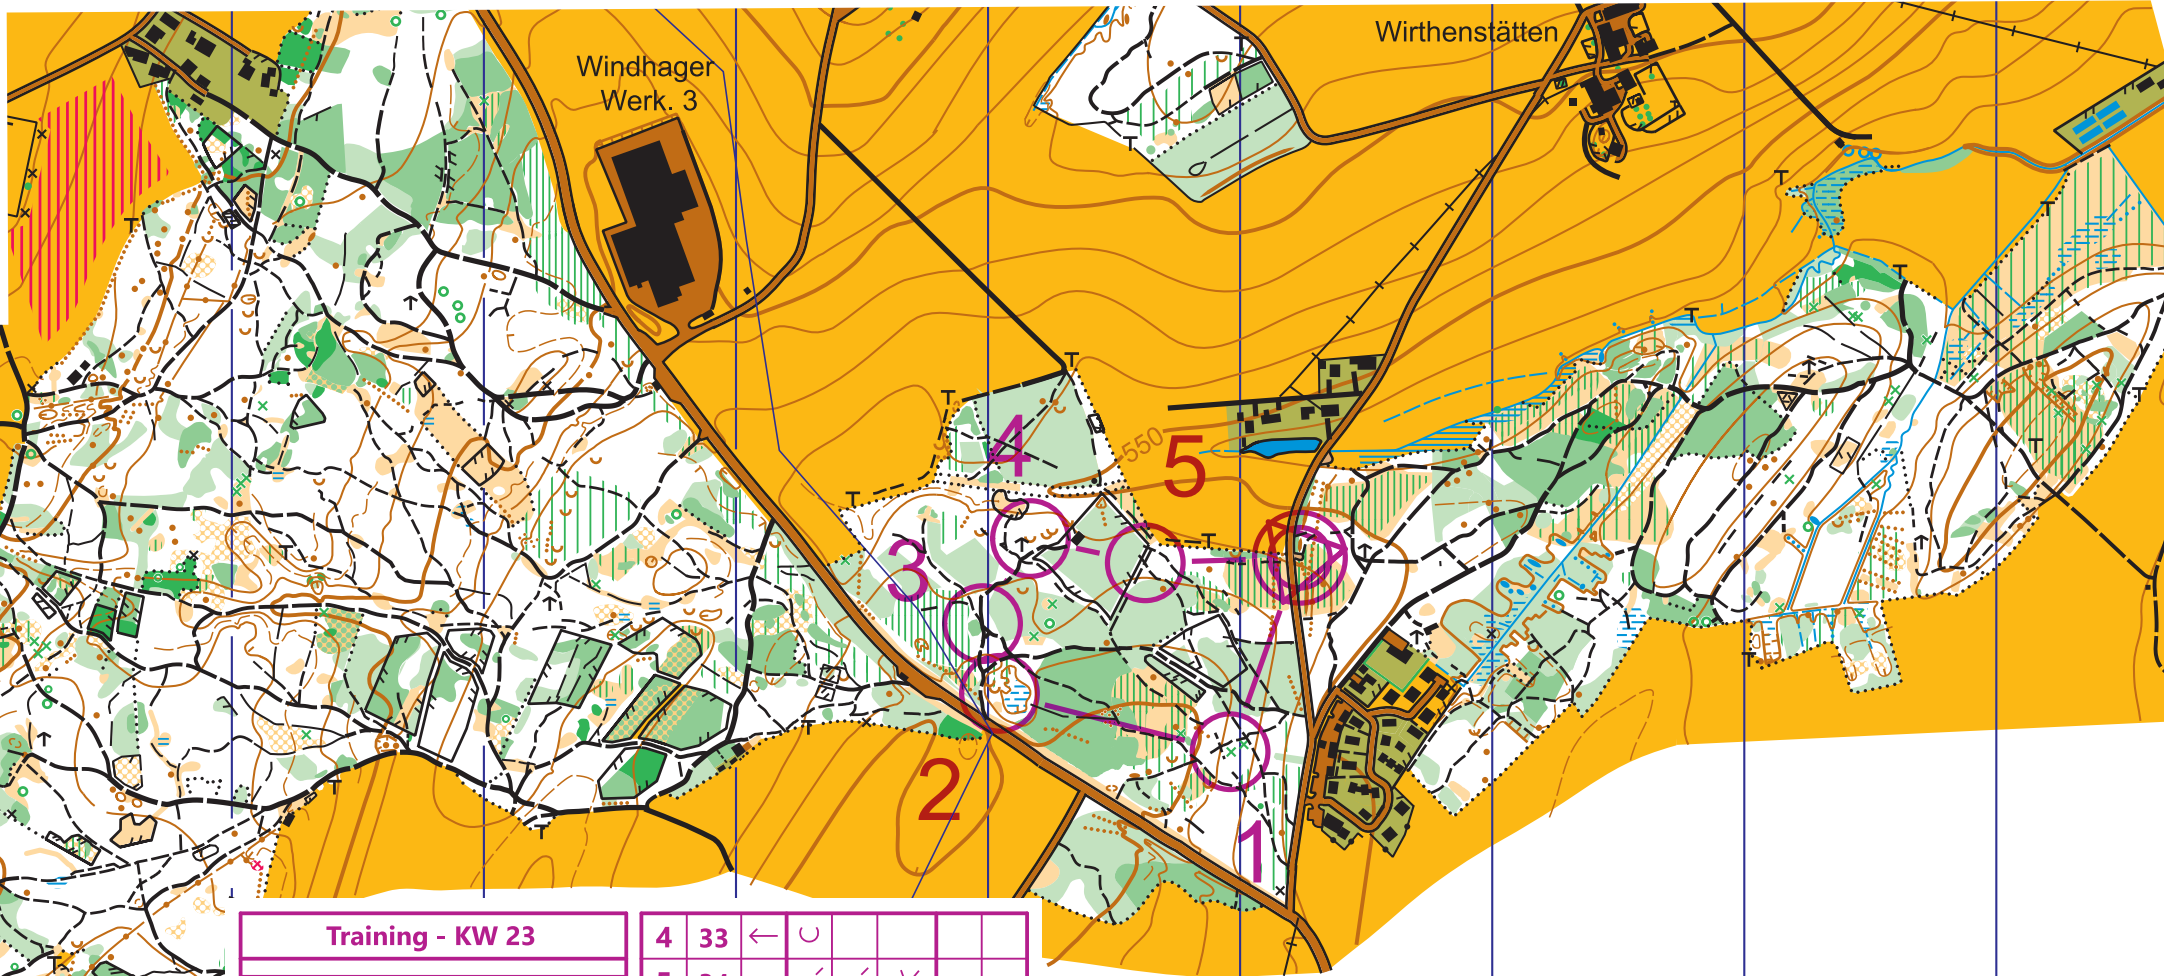 Windhager
Werk. 3
Wirthenstätten
550
4
5
3
2
1
Training - KW 23
4 33